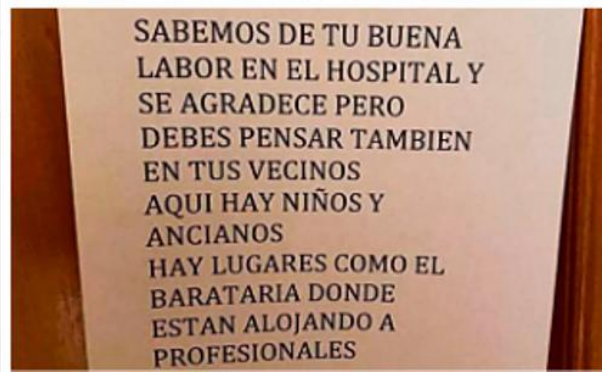 SABEMOS DE TU BUENA
LABOR EN EL HOSPITAL Y
SE AGRADECE PERO
DEBES PENSAR TAMBIEN
EN TUS VECINOS
AQUI HAY NIÑOS Y
ANCIANOS
HAY LUGARES COMO EL
BARATARIA DONDE
ESTAN ALOJANDO A
PROFESIONALES